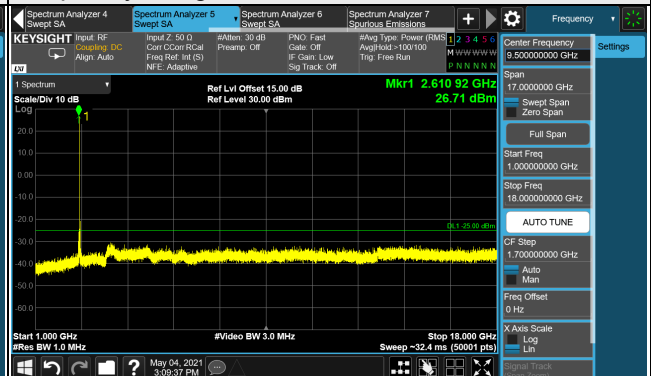 Spectrum Analyzer 4
Swept SA
Spectrum Analyzer 5
Swept SA
Spectrum Analyzer 6
Swept SA
Spectrum Analyzer 7
Spurious Emissions
Frequency
KEYSIGHT
Input: RF
Coupling: DC
Align: Auto
Input Z: 50 Ω
Corr CCorr RCal
Freq Ref: Int (S)
NFE: Adaptive
#Atten: 30 dB
Preamp: Off
PNO: Fast
Gate: Off
IF Gain: Low
Sig Track: Off
#Avg Type: Power (RMS
Avg|Hold:>100/100
Trig: Free Run
1 2 3 4 5 6
M W W W W W
P N N N N N
LXI
1 Spectrum
Scale/Div 10 dB
Ref Lvl Offset 15.00 dB
Ref Level 30.00 dBm
Mkr1 2.610 92 GHz
26.71 dBm
Log
1
20.0
10.0
0.00
-10.0
-20.0
-30.0
-40.0
-50.0
-60.0
DL1 -25.00 dBm
Start 1.000 GHz
#Res BW 1.0 MHz
#Video BW 3.0 MHz
Stop 18.000 GHz
Sweep ~32.4 ms (50001 pts)
May 04, 2021
3:09:37 PM
Center Frequency
9.500000000 GHz
Settings
Span
17.0000000 GHz
Swept Span
Zero Span
Full Span
Start Freq
1.000000000 GHz
Stop Freq
18.000000000 GHz
AUTO TUNE
CF Step
1.700000000 GHz
Auto
Man
Freq Offset
0 Hz
X Axis Scale
Log
Lin
Signal Track